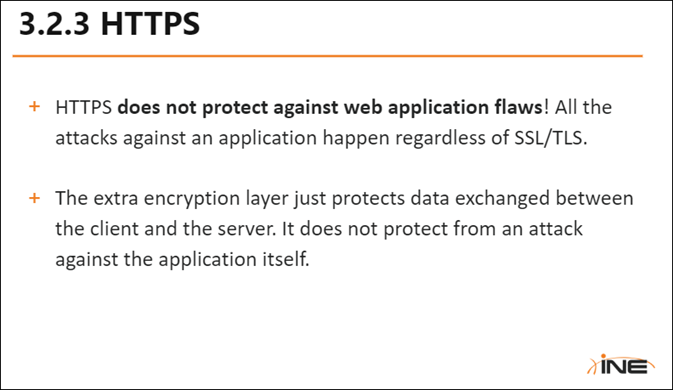 3.2.3 HTTPS
+ HTTPS does not protect against web application flaws! All the
attacks against an application happen regardless of SSL/TLS.
+ The extra encryption layer just protects data exchanged between
the client and the server. It does not protect from an attack
against the application itself.
INE